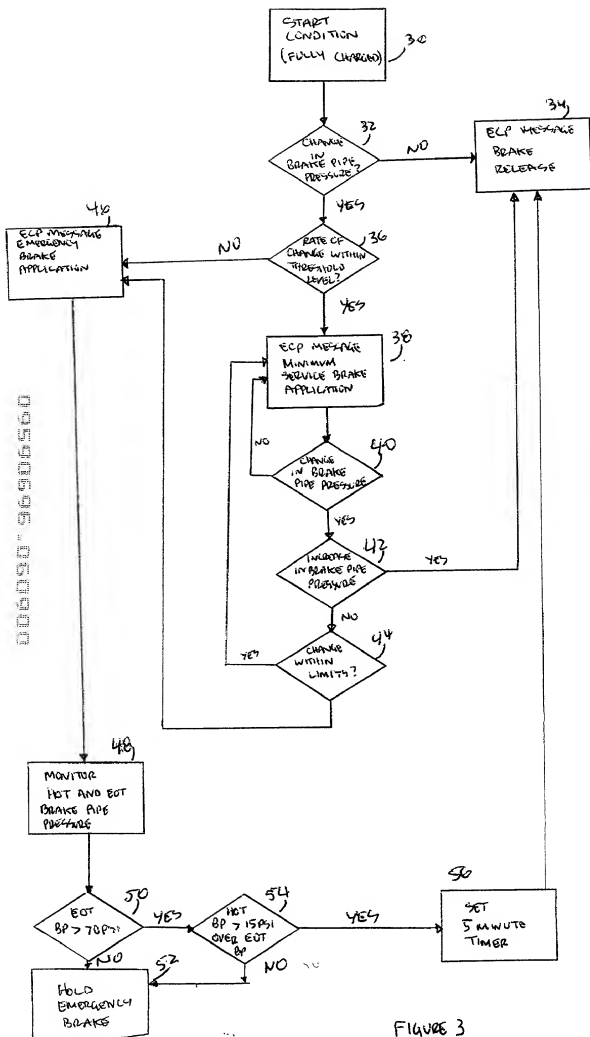 START
CONDITION
(FULLY CHARGED)
30
32
CHANGE
IN
BRAKE PIPE
PRESSURE?
NO
34
ECP MESSAGE
BRAKE
RELEASE
YES
46
ECP MESSAGE
EMERGENCY
BRAKE
APPLICATION
NO
36
RATE OF
CHANGE WITHIN
THRESHOLD
LEVEL?
YES
38
ECP MESSAGE
MINIMUM
SERVICE BRAKE
APPLICATION
NO
40
CHANGE
IN BRAKE
PIPE PRESSURE
YES
42
INCREASE
IN BRAKE PIPE
PRESSURE
YES
NO
44
CHANGE
WITHIN
LIMITS?
YES
48
MONITOR
HOT AND EOT
BRAKE PIPE
PRESSURE
50
EOT
BP > 70 PSI
YES
54
HOT
BP > 15 PSI
OVER EOT
BP
YES
56
SET
5 MINUTE
TIMER
NO
52
NO
HOLD
EMERGENCY
BRAKE
FIGURE 3